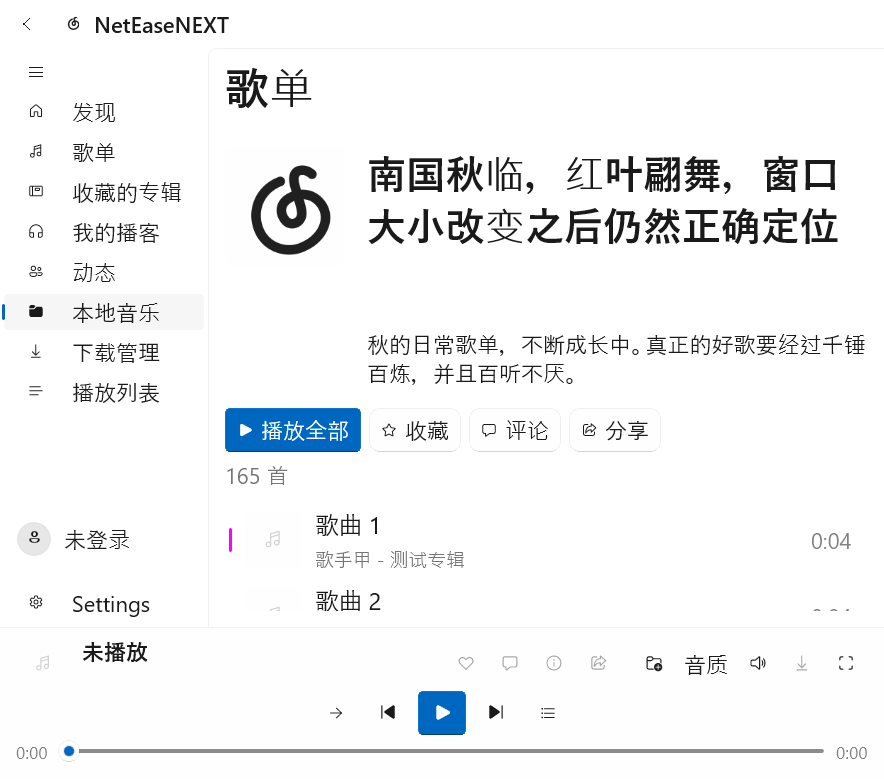 NetEaseNEXT
发现
歌单
收藏的专辑
我的播客
动态
本地音乐
下载管理
播放列表
未登录
Settings
歌单
南国秋临，红叶翩舞，窗口
大小改变之后仍然正确定位
秋的日常歌单，不断成长中。真正的好歌要经过千锤
百炼，并且百听不厌。
播放全部 收藏 评论 分享
165 首
歌曲 1
歌手甲 - 测试专辑
0:04
歌曲 2
未播放
音质
0:00
0:00